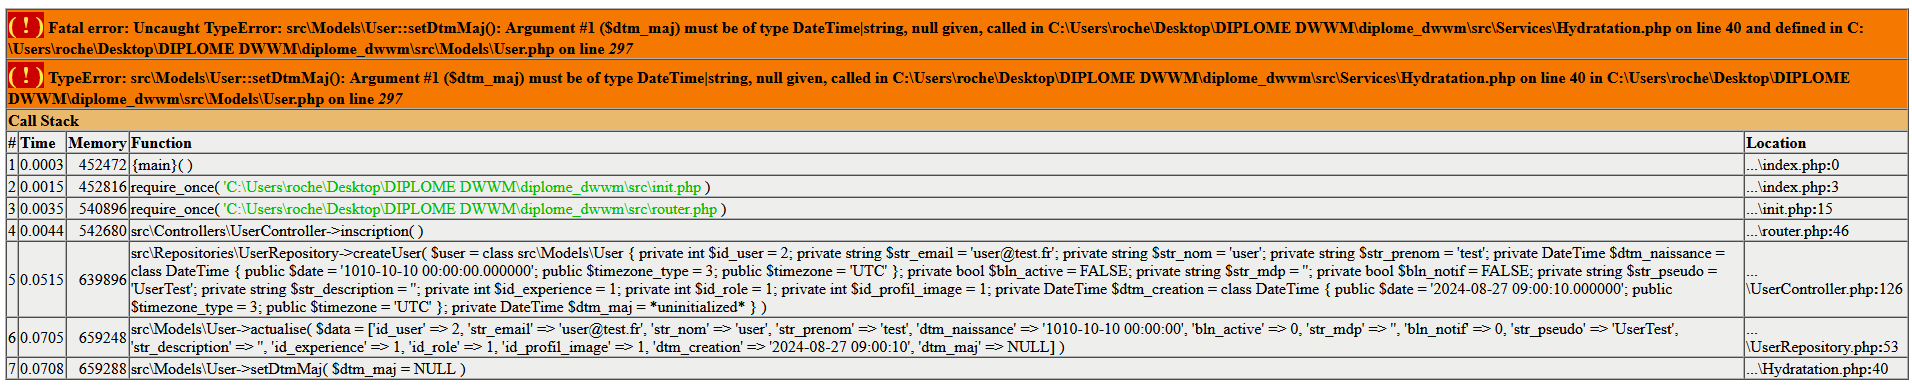 ( ! ) Fatal error: Uncaught TypeError: src\Models\User::setDtmMaj(): Argument #1 ($dtm_maj) must be of type DateTime|string, null given, called in C:\Users\roche\Desktop\DIPLOME DWWM\diplome_dwwm\src\Services\Hydratation.php on line 40 and defined in C:
\Users\roche\Desktop\DIPLOME DWWM\diplome_dwwm\src\Models\User.php on line 297
( ! ) TypeError: src\Models\User::setDtmMaj(): Argument #1 ($dtm_maj) must be of type DateTime|string, null given, called in C:\Users\roche\Desktop\DIPLOME DWWM\diplome_dwwm\src\Services\Hydratation.php on line 40 in C:\Users\roche\Desktop\DIPLOME
DWWM\diplome_dwwm\src\Models\User.php on line 297
Call Stack
# Time Memory Function Location
1 0.0003 452472 {main}( ) ...\index.php:0
2 0.0015 452816 require_once( 'C:\Users\roche\Desktop\DIPLOME DWWM\diplome_dwwm\src\init.php ) ...\index.php:3
3 0.0035 540896 require_once( 'C:\Users\roche\Desktop\DIPLOME DWWM\diplome_dwwm\src\router.php ) ...\init.php:15
4 0.0044 542680 src\Controllers\UserController->inscription( ) ...\router.php:46
src\Repositories\UserRepository->createUser( $user = class src\Models\User { private int $id_user = 2; private string $str_email = 'user@test.fr'; private string $str_nom = 'user'; private string $str_prenom = 'test'; private DateTime $dtm_naissance =
5 0.0515 639896 class DateTime { public $date = '1010-10-10 00:00:00.000000'; public $timezone_type = 3; public $timezone = 'UTC' }; private bool $bln_active = FALSE; private string $str_mdp = ''; private bool $bln_notif = FALSE; private string $str_pseudo = ...
'UserTest'; private string $str_description = ''; private int $id_experience = 1; private int $id_role = 1; private int $id_profil_image = 1; private DateTime $dtm_creation = class DateTime { public $date = '2024-08-27 09:00:10.000000'; public \UserController.php:126
$timezone_type = 3; public $timezone = 'UTC' }; private DateTime $dtm_maj = *uninitialized* } )
6 0.0705 659248 src\Models\User->actualise( $data = ['id_user' => 2, 'str_email' => 'user@test.fr', 'str_nom' => 'user', 'str_prenom' => 'test', 'dtm_naissance' => '1010-10-10 00:00:00', 'bln_active' => 0, 'str_mdp' => '', 'bln_notif' => 0, 'str_pseudo' => 'UserTest', ...
'str_description' => '', 'id_experience' => 1, 'id_role' => 1, 'id_profil_image' => 1, 'dtm_creation' => '2024-08-27 09:00:10', 'dtm_maj' => NULL] ) \UserRepository.php:53
7 0.0708 659288 src\Models\User->setDtmMaj( $dtm_maj = NULL ) ...\Hydratation.php:40